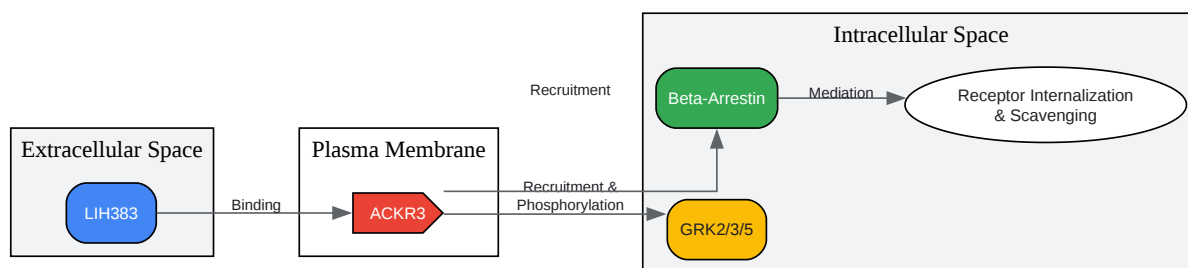 Extracellular Space
LIH383
Binding
Plasma Membrane
ACKR3
Recruitment
Recruitment &
Phosphorylation
Intracellular Space
Beta-Arrestin
Mediation
Receptor Internalization
& Scavenging
GRK2/3/5